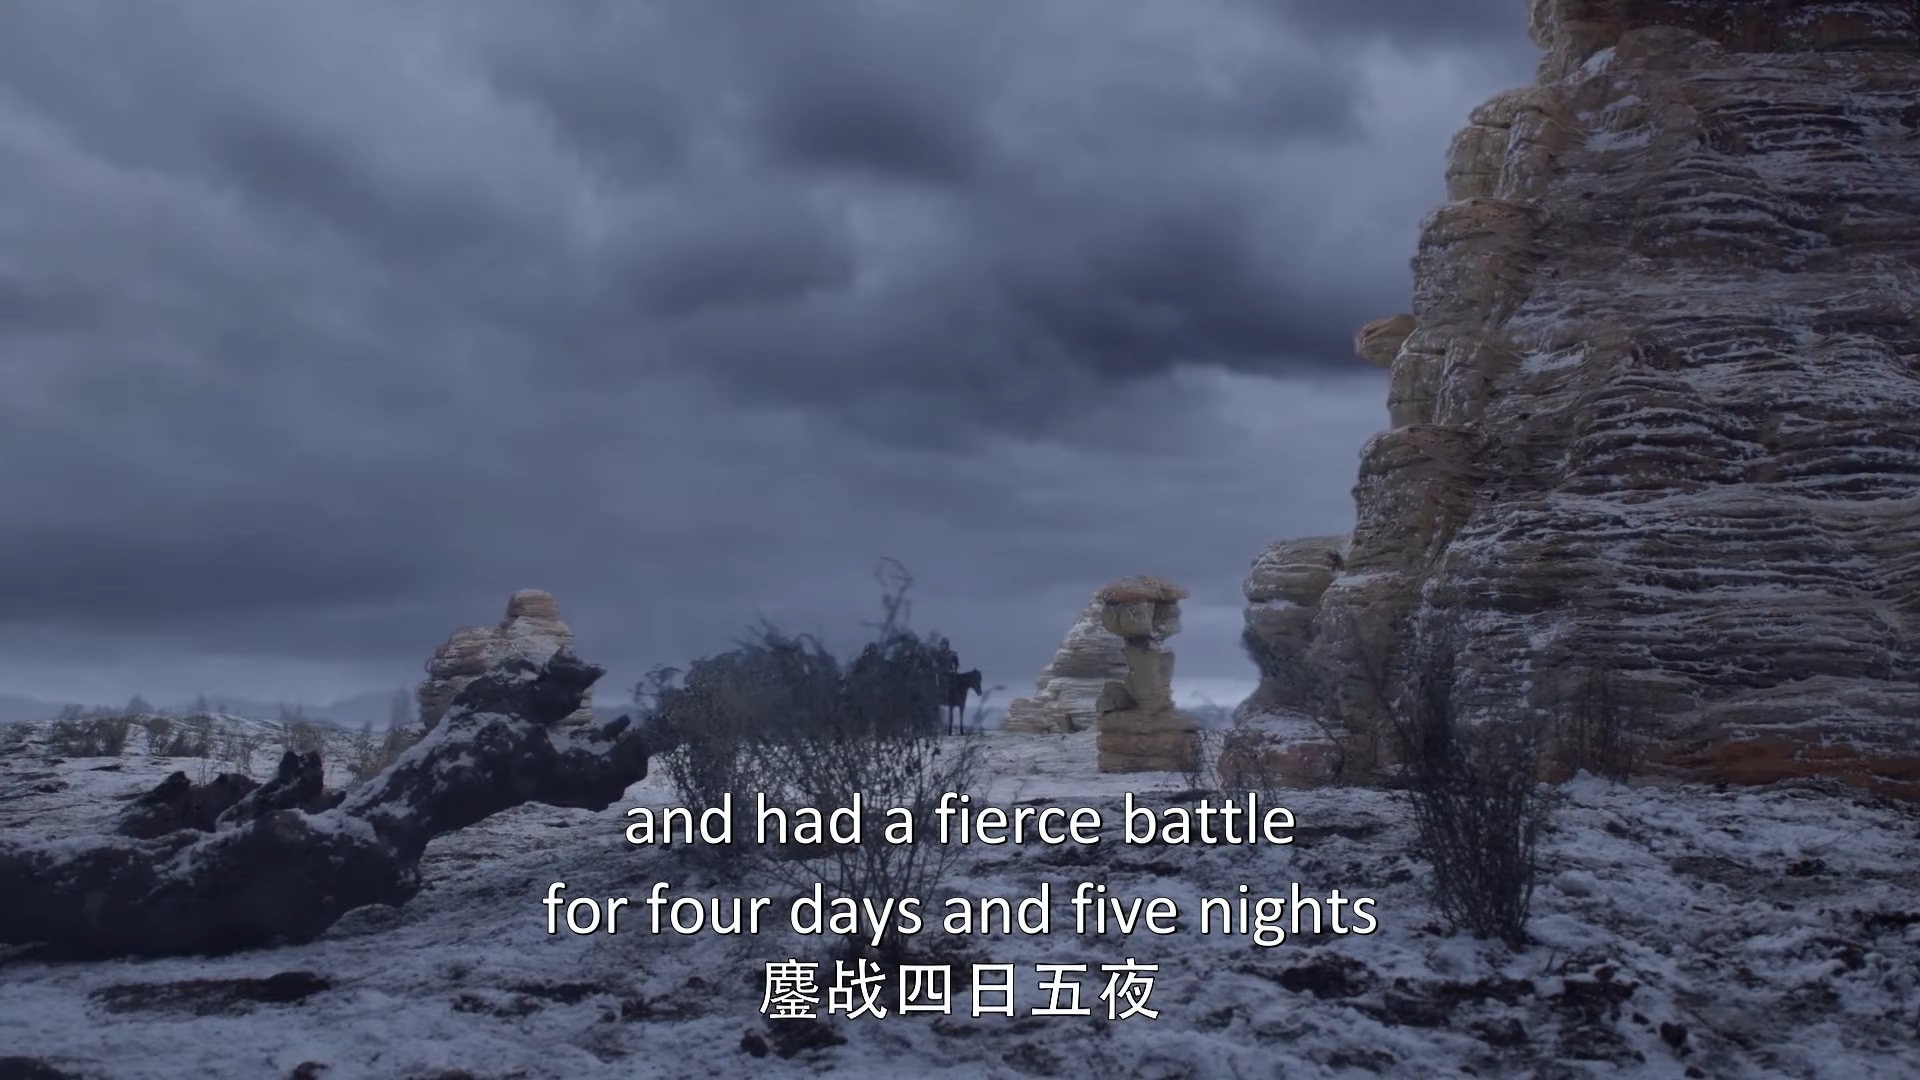 and had a fierce battle
for four days and five nights
鏖战四日五夜